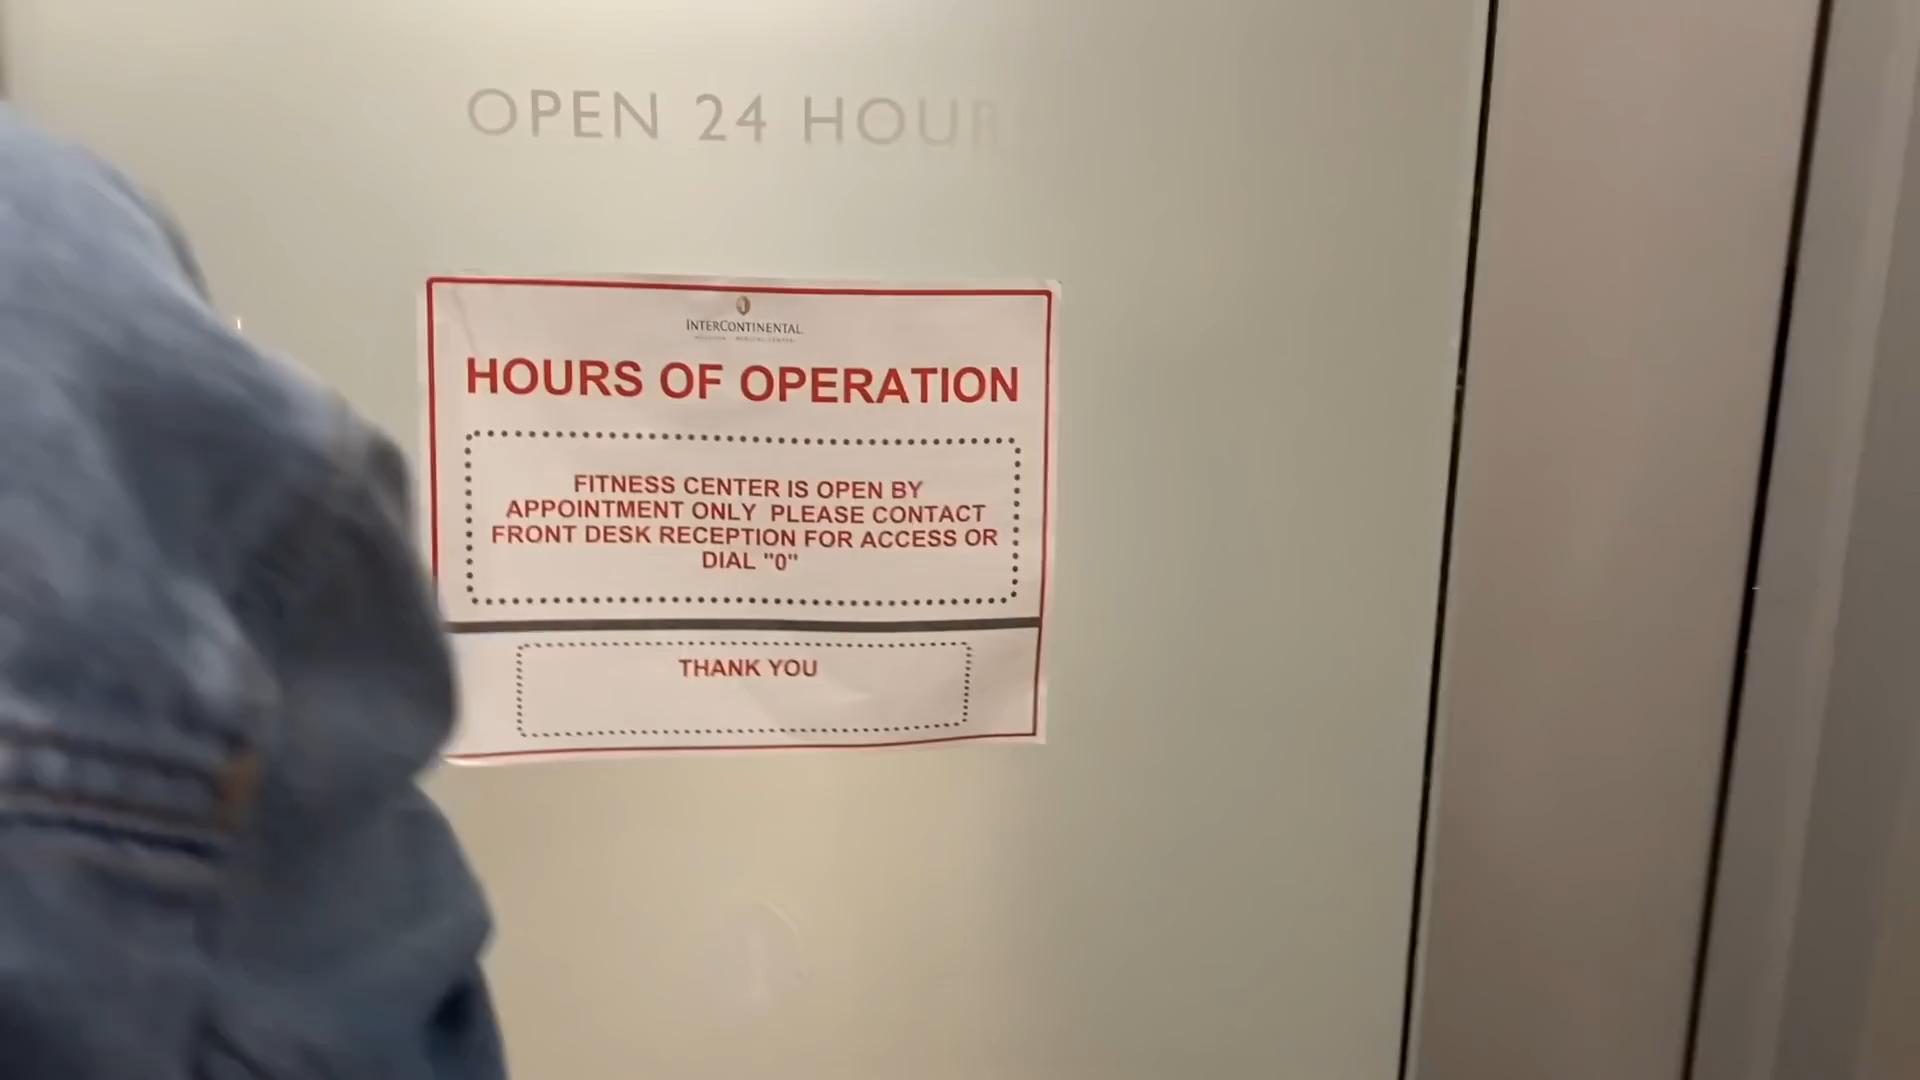 OPEN 24 HOUR
INTERCONTINENTAL
HOURS OF OPERATION
FITNESS CENTER IS OPEN BY
APPOINTMENT ONLY PLEASE CONTACT
FRONT DESK RECEPTION FOR ACCESS OR
DIAL "0"
THANK YOU